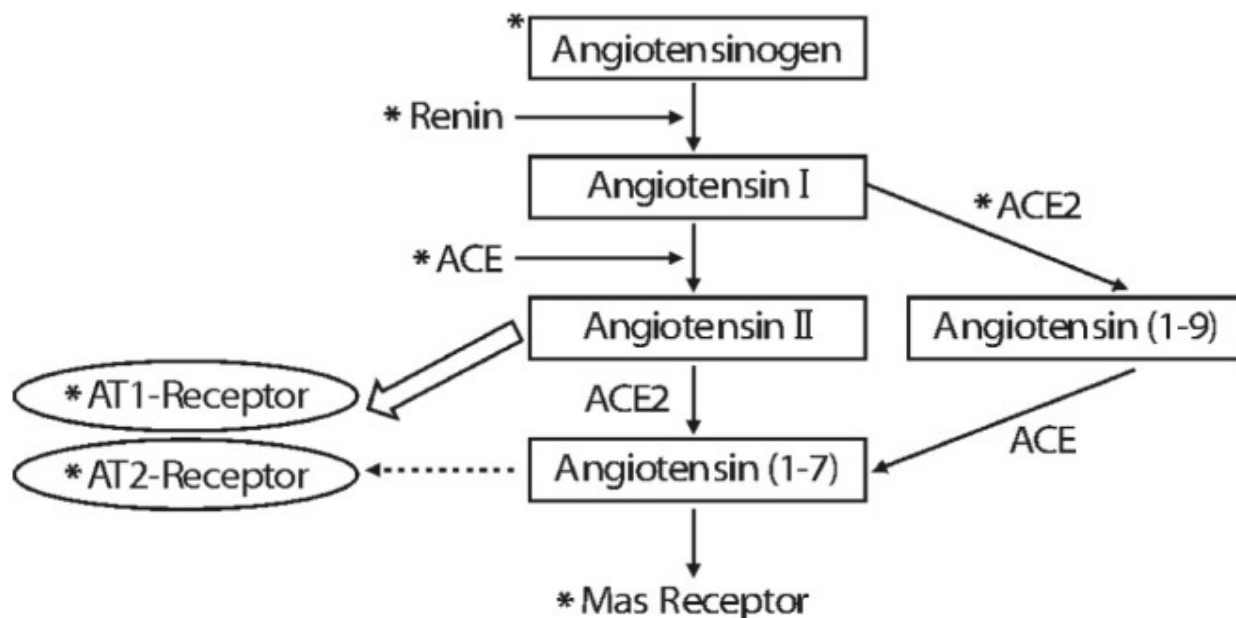 *
Angiotensinogen
* Renin
Angiotensin I
* ACE2
* ACE
Angiotensin II
Angiotensin (1-9)
* AT1-Receptor
ACE2
ACE
* AT2-Receptor
Angiotensin (1-7)
* Mas Receptor